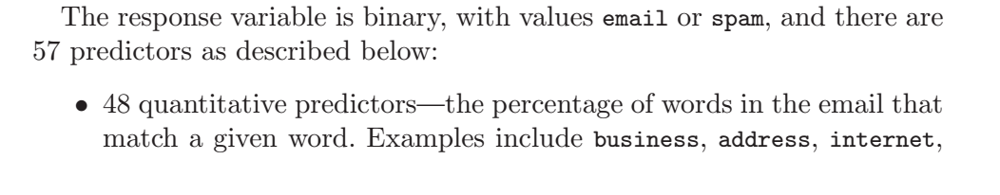 The response variable is binary, with values email or spam, and there are
57 predictors as described below:
• 48 quantitative predictors—the percentage of words in the email that
match a given word. Examples include business, address, internet,